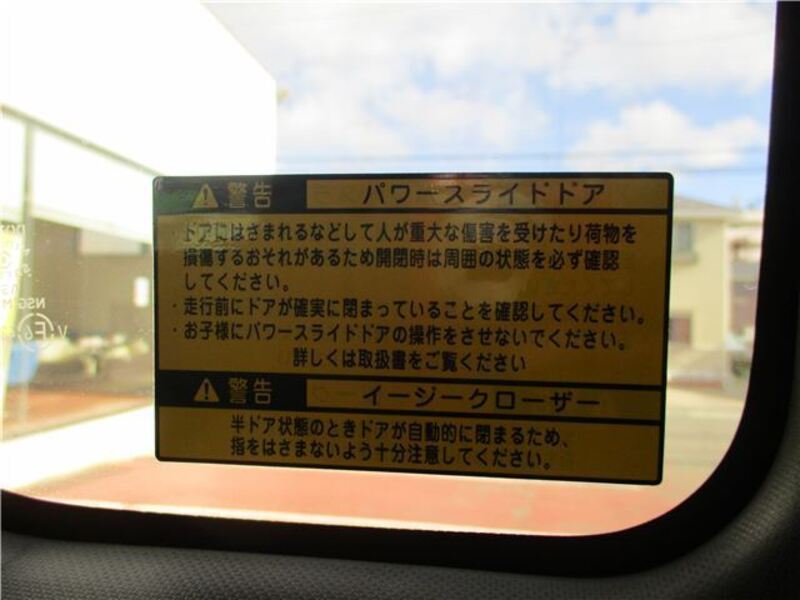 警告 パワースライドドア
・ドアにはさまれるなどして人が重大な傷害を受けたり荷物を
損傷するおそれがあるため開閉時は周囲の状態を必ず確認
してください。
・走行前にドアが確実に閉まっていることを確認してください。
・お子様にパワースライドドアの操作をさせないでください。
詳しくは取扱書をご覧ください
警告 イージークローザー
半ドア状態のときドアが自動的に閉まるため、
指をはさまないよう十分注意してください。